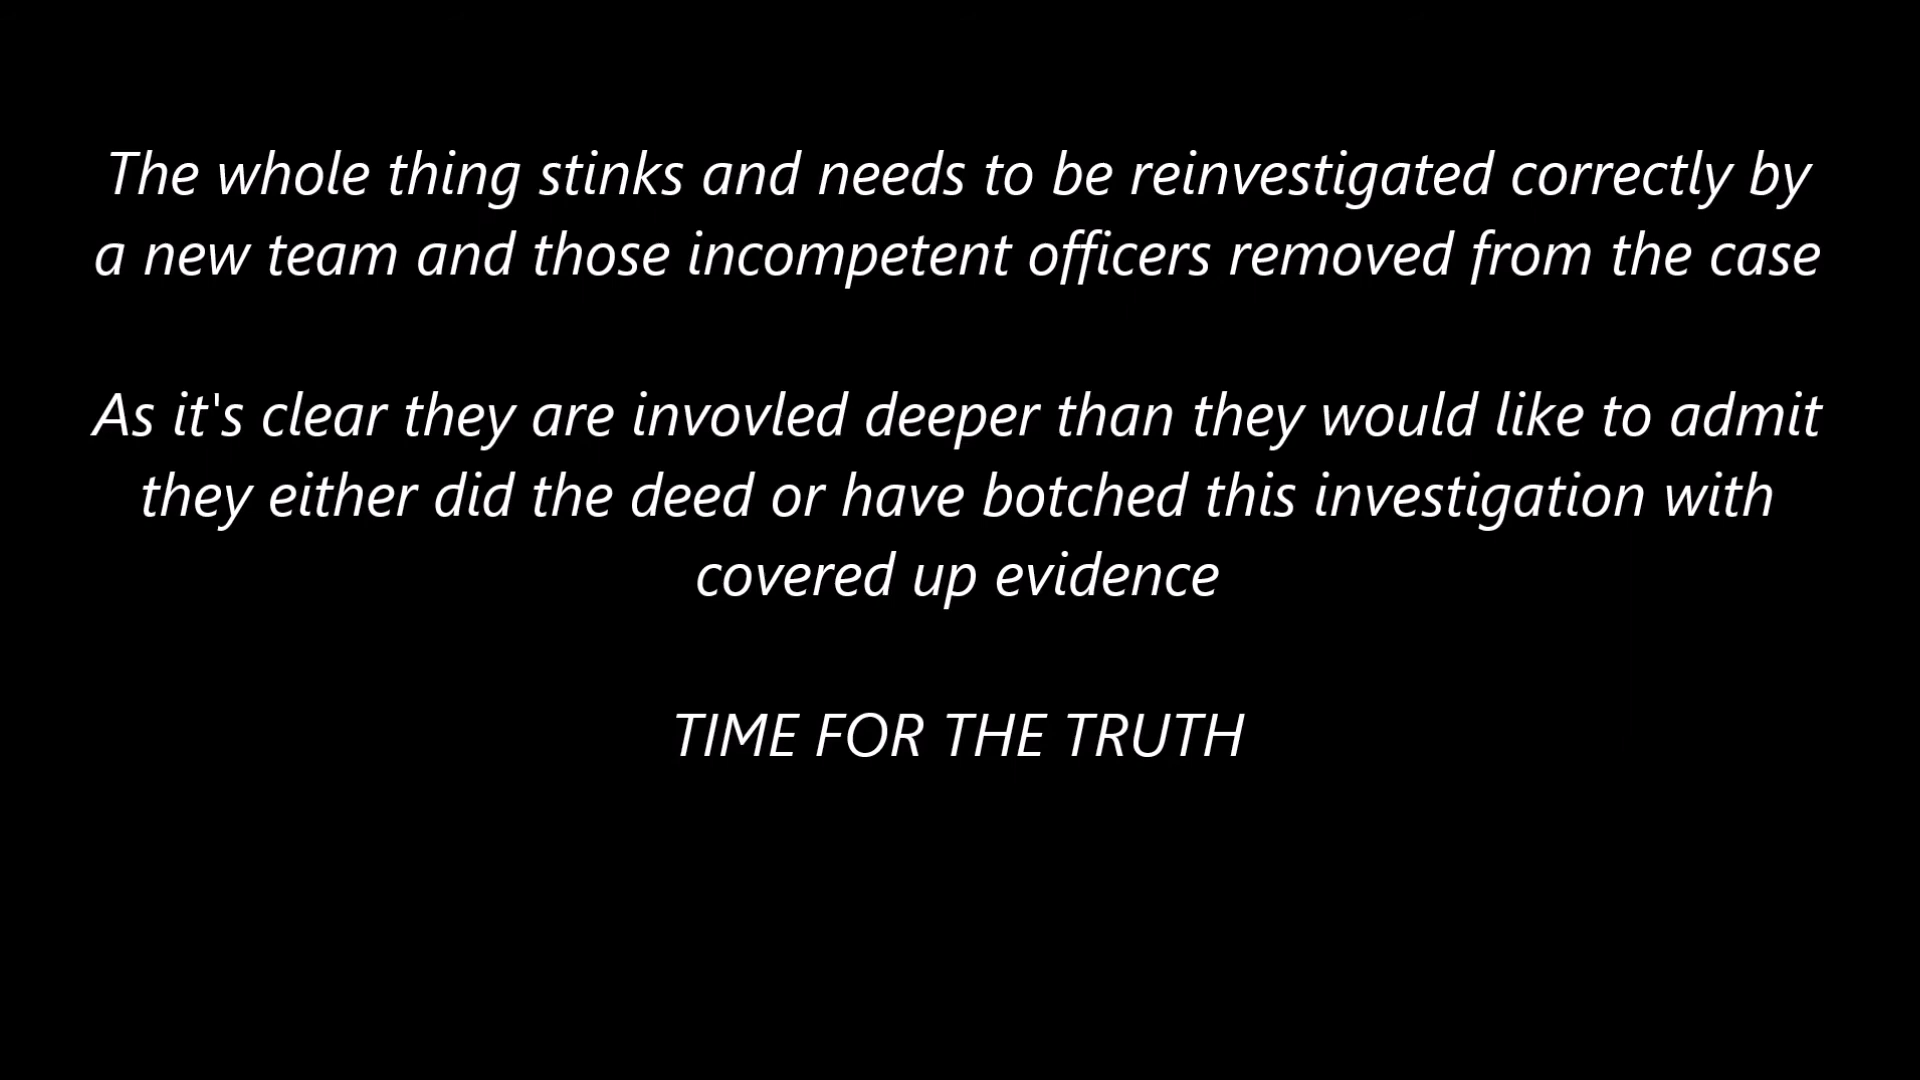 The whole thing stinks and needs to be reinvestigated correctly by
a new team and those incompetent officers removed from the case
As it's clear they are invovled deeper than they would like to admit
they either did the deed or have botched this investigation with
covered up evidence
TIME FOR THE TRUTH